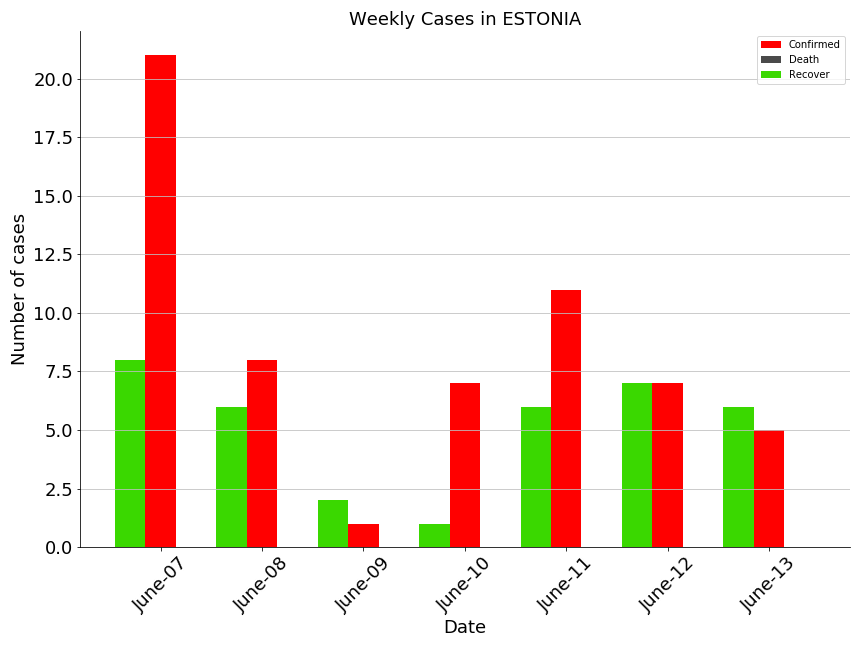 Weekly Cases in ESTONIA
Confirmed
Death
Recover
Number of cases
20.0
17.5
15.0
12.5
10.0
7.5
5.0
2.5
0.0
June-07
June-08
June-09
June-10
June-11
June-12
June-13
Date